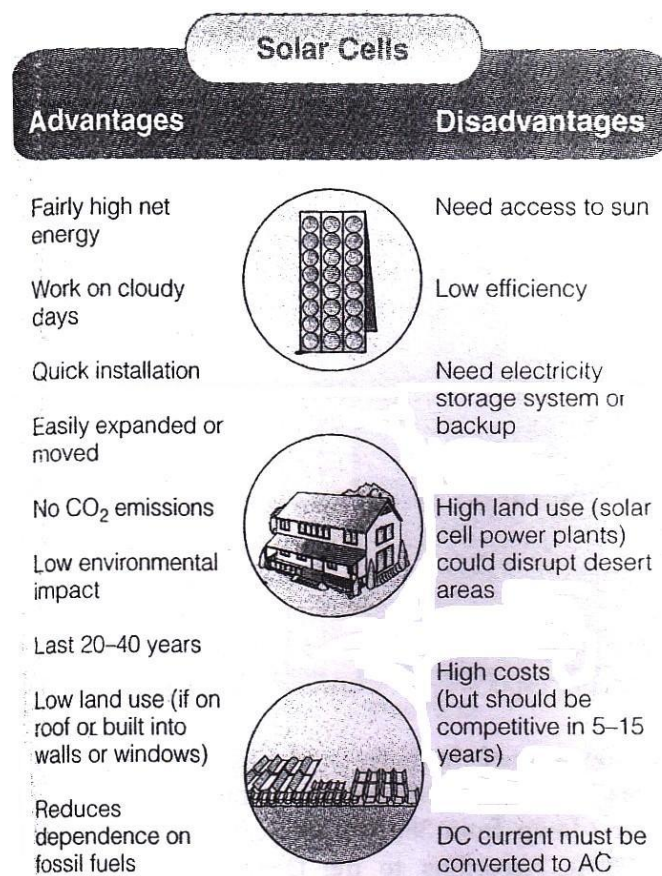 Solar Cells
Advantages
Disadvantages
Fairly high net
energy
Work on cloudy
days
Quick installation
Easily expanded or
moved
No CO₂ emissions
Low environmental
impact
Last 20–40 years
Low land use (if on
roof or built into
walls or windows)
Reduces
dependence on
fossil fuels
Need access to sun
Low efficiency
Need electricity
storage system or
backup
High land use (solar
cell power plants)
could disrupt desert
areas
High costs
(but should be
competitive in 5–15
years)
DC current must be
converted to AC